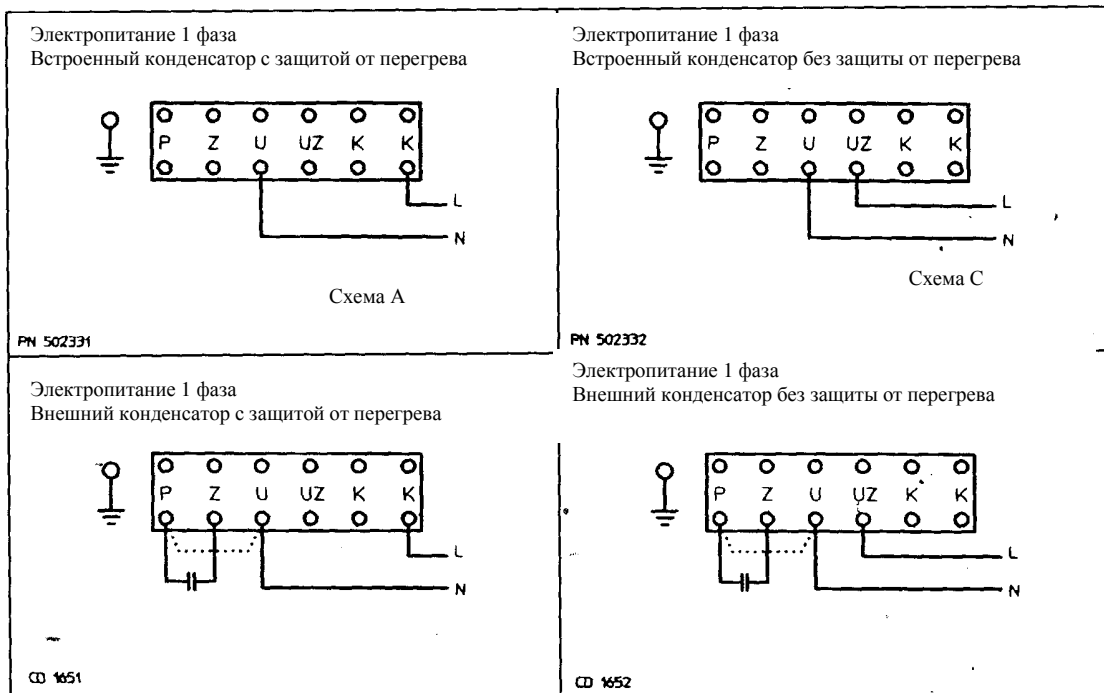 Электропитание 1 фаза
Встроенный конденсатор с защитой от перегрева
P Z U UZ K K
L
N
Схема А
PN 502331
Электропитание 1 фаза
Встроенный конденсатор без защиты от перегрева
P Z U UZ K K
L
N
Схема С
PN 502332
Электропитание 1 фаза
Внешний конденсатор с защитой от перегрева
P Z U UZ K K
L
N
CD 1651
Электропитание 1 фаза
Внешний конденсатор без защиты от перегрева
P Z U UZ K K
L
N
CD 1652